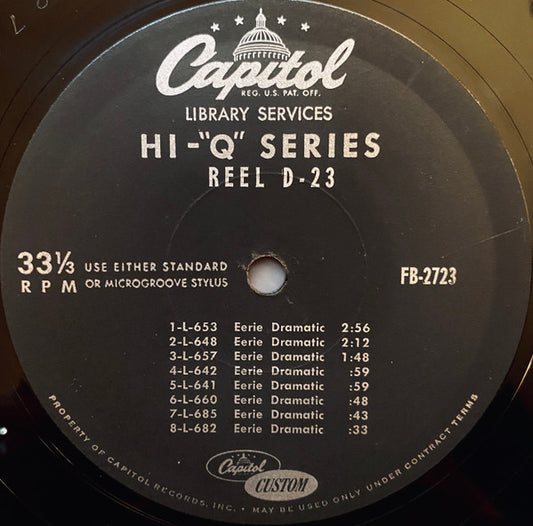 Capitol
REG. U.S. PAT. OFF.
LIBRARY SERVICES
HI-"Q" SERIES
REEL D-23
33⅓ USE EITHER STANDARD
RPM OR MICROGROOVE STYLUS
FB-2723
1-L-653 Eerie Dramatic 2:56
2-L-648 Eerie Dramatic 2:12
3-L-657 Eerie Dramatic 1:48
4-L-642 Eerie Dramatic :59
5-L-641 Eerie Dramatic :59
6-L-660 Eerie Dramatic :48
7-L-685 Eerie Dramatic :43
8-L-682 Eerie Dramatic :33
Capitol
CUSTOM
PROPERTY OF CAPITOL RECORDS, INC. • MAY BE USED ONLY UNDER CONTRACT TERMS